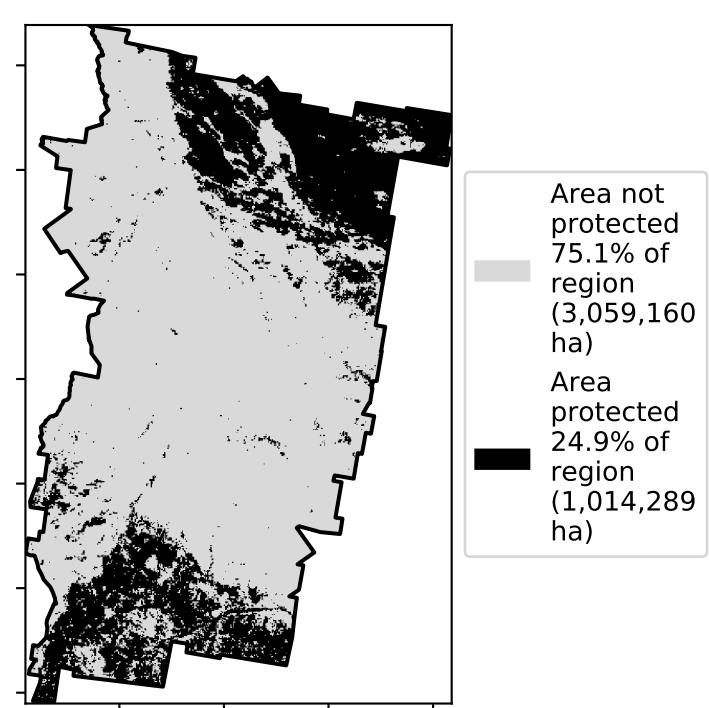 Area not
protected
75.1% of
region
(3,059,160
ha)
Area
protected
24.9% of
region
(1,014,289
ha)